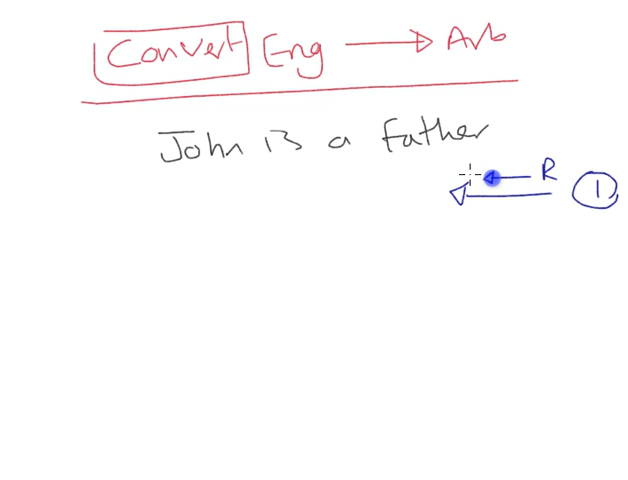 Convert Eng → Arb
John is a father
R
1